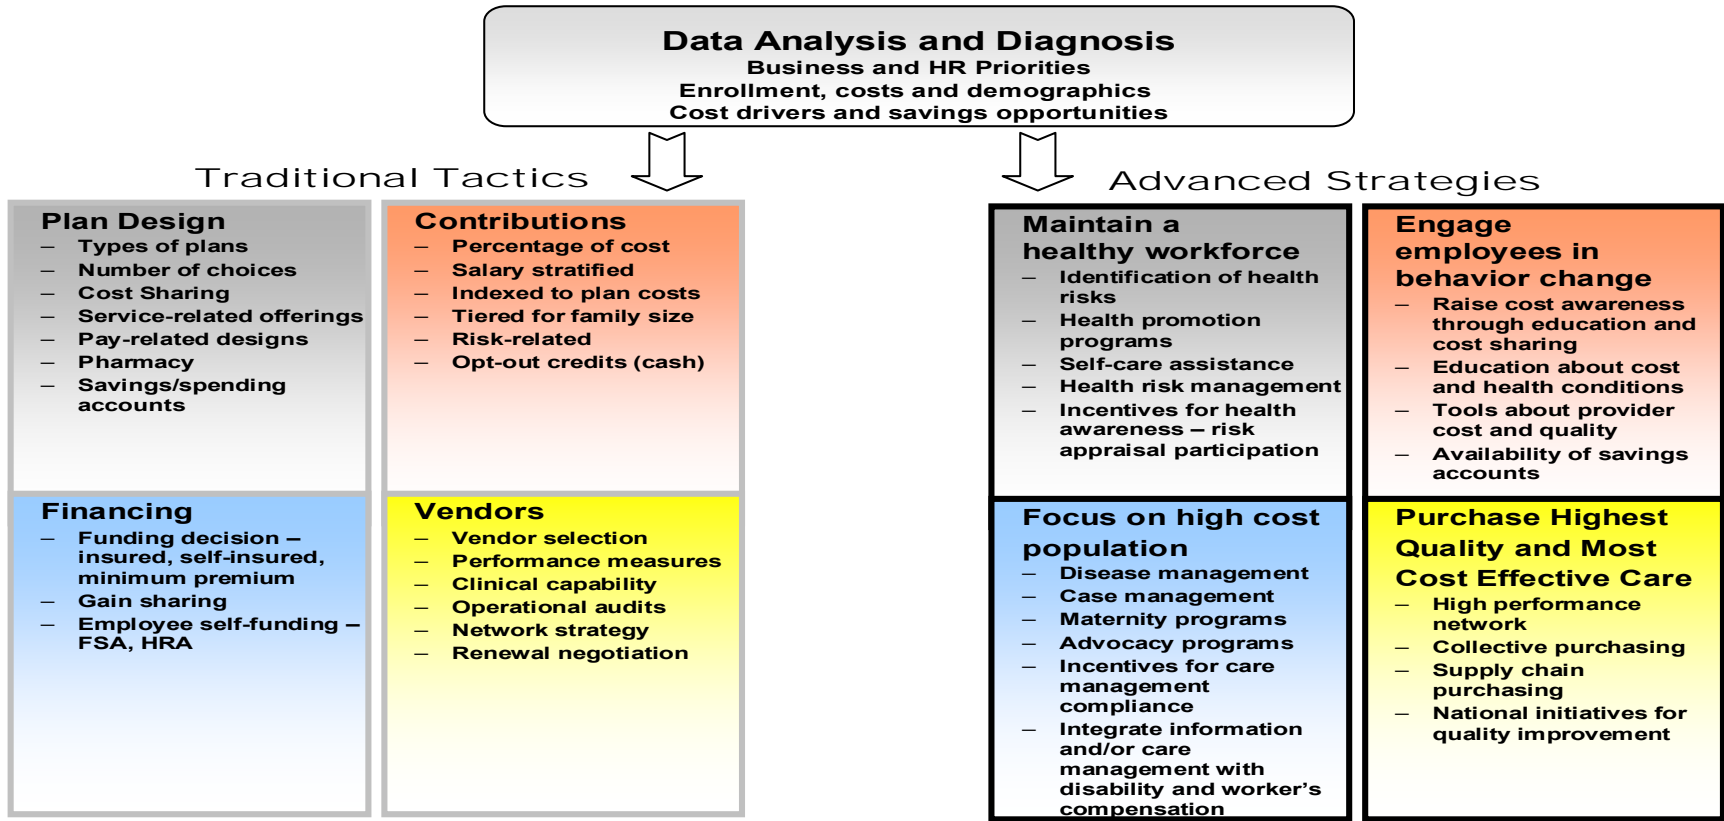 Data Analysis and Diagnosis
Business and HR Priorities
Enrollment, costs and demographics
Cost drivers and savings opportunities
Traditional Tactics
Plan Design
– Types of plans
– Number of choices
– Cost Sharing
– Service-related offerings
– Pay-related designs
– Pharmacy
– Savings/spending
accounts
Contributions
– Percentage of cost
– Salary stratified
– Indexed to plan costs
– Tiered for family size
– Risk-related
– Opt-out credits (cash)
Financing
– Funding decision –
insured, self-insured,
minimum premium
– Gain sharing
– Employee self-funding –
FSA, HRA
Vendors
– Vendor selection
– Performance measures
– Clinical capability
– Operational audits
– Network strategy
– Renewal negotiation
Advanced Strategies
Maintain a
healthy workforce
– Identification of health
risks
– Health promotion
programs
– Self-care assistance
– Health risk management
– Incentives for health
awareness – risk
appraisal participation
Engage
employees in
behavior change
– Raise cost awareness
through education and
cost sharing
– Education about cost
and health conditions
– Tools about provider
cost and quality
– Availability of savings
accounts
Focus on high cost
population
– Disease management
– Case management
– Maternity programs
– Advocacy programs
– Incentives for care
management
compliance
– Integrate information
and/or care
management with
disability and worker’s
compensation
Purchase Highest
Quality and Most
Cost Effective Care
– High performance
network
– Collective purchasing
– Supply chain
purchasing
– National initiatives for
quality improvement